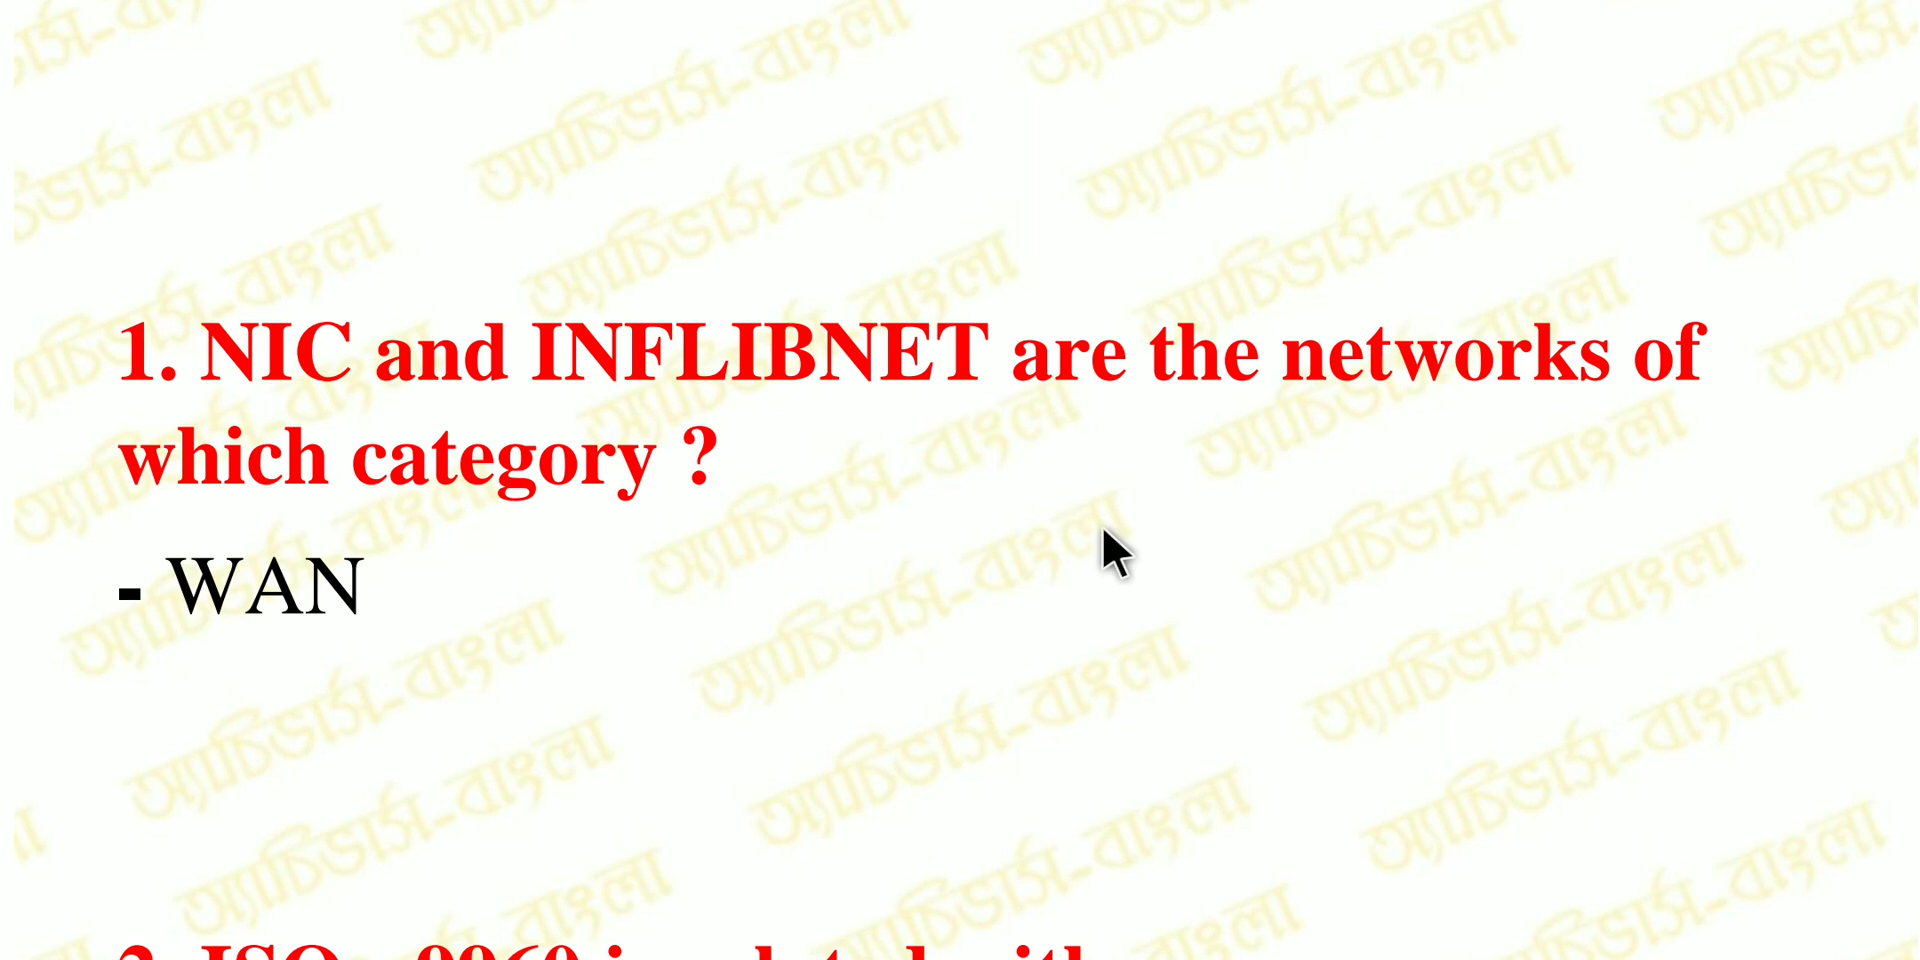 1. NIC and INFLIBNET are the networks of
which category ?
- WAN
অ্যাচিভার্স-বাংলা